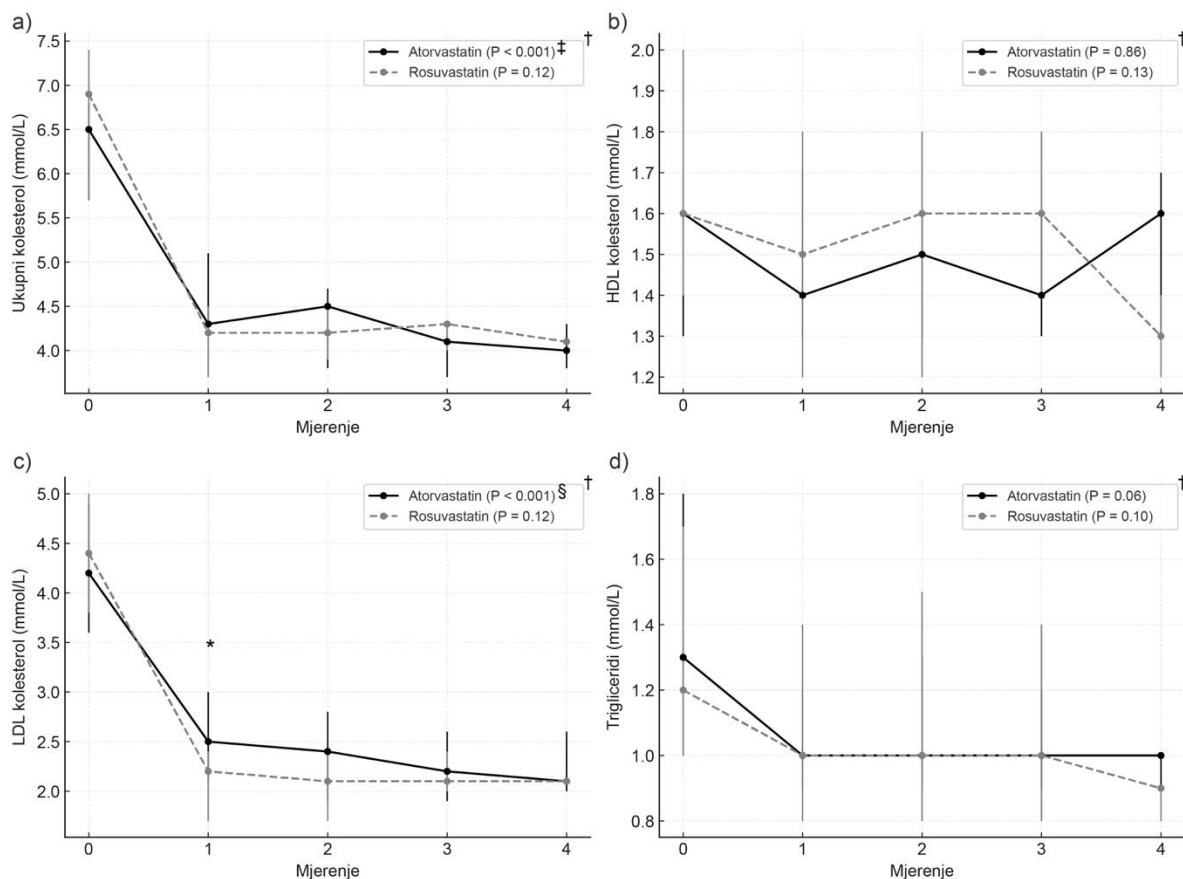 a)
7.5
7.0
6.5
6.0
5.5
5.0
4.5
4.0
Ukupni kolesterol (mmol/L)
Atorvastatin (P < 0.001)‡ †
Rosuvastatin (P = 0.12)
0 1 2 3 4
Mjerenje
b)
2.0
1.9
1.8
1.7
1.6
1.5
1.4
1.3
1.2
HDL kolesterol (mmol/L)
Atorvastatin (P = 0.86) †
Rosuvastatin (P = 0.13)
0 1 2 3 4
Mjerenje
c)
5.0
4.5
4.0
3.5
3.0
2.5
2.0
LDL kolesterol (mmol/L)
Atorvastatin (P < 0.001)§ †
Rosuvastatin (P = 0.12)
*
0 1 2 3 4
Mjerenje
d)
1.8
1.6
1.4
1.2
1.0
0.8
Trigliceridi (mmol/L)
Atorvastatin (P = 0.06) †
Rosuvastatin (P = 0.10)
0 1 2 3 4
Mjerenje